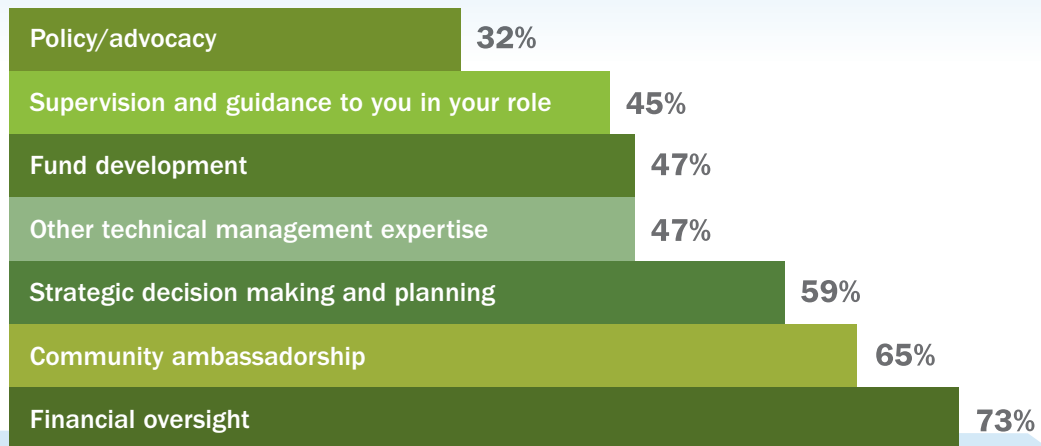 Policy/advocacy 32%
Supervision and guidance to you in your role 45%
Fund development 47%
Other technical management expertise 47%
Strategic decision making and planning 59%
Community ambassadorship 65%
Financial oversight 73%